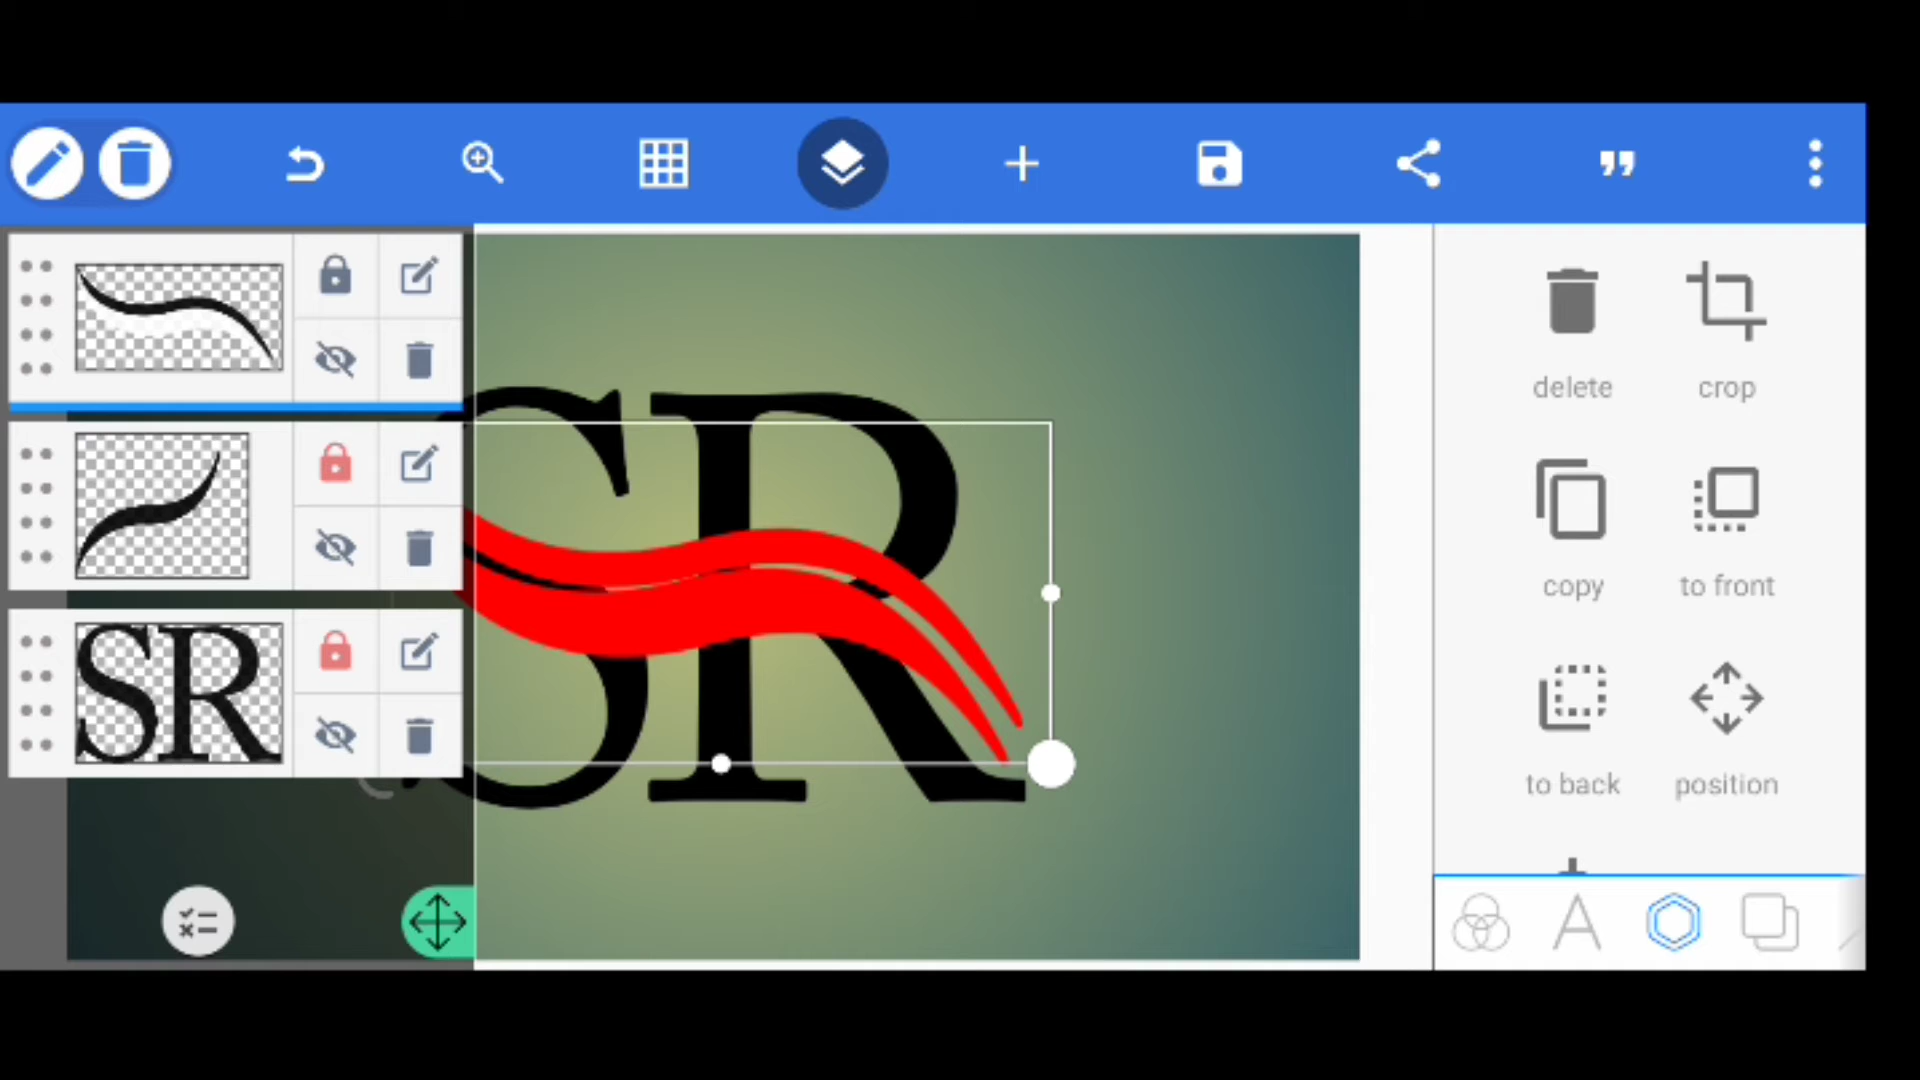 SR
SR
delete
crop
copy
to front
to back
position
A